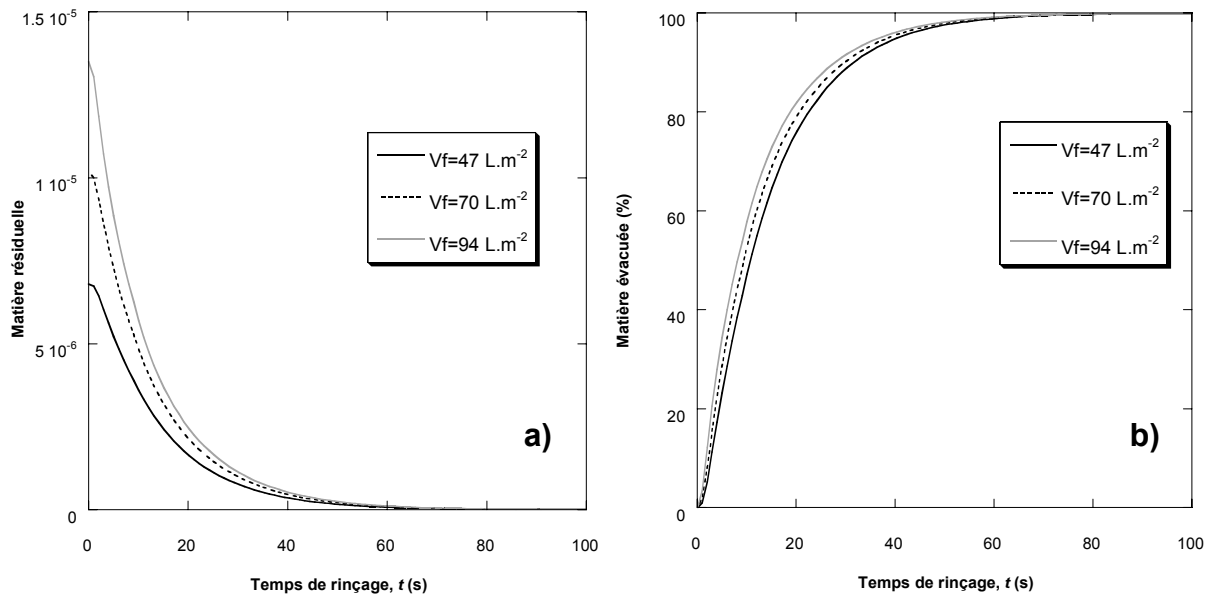 1.5 10-5
1 10-5
5 10-6
0
Matière résiduelle
Vf=47 L.m-2
Vf=70 L.m-2
Vf=94 L.m-2
a)
0 20 40 60 80 100
Temps de rinçage, t (s)
100
80
60
40
20
0
Matière évacuée (%)
Vf=47 L.m-2
Vf=70 L.m-2
Vf=94 L.m-2
b)
0 20 40 60 80 100
Temps de rinçage, t (s)